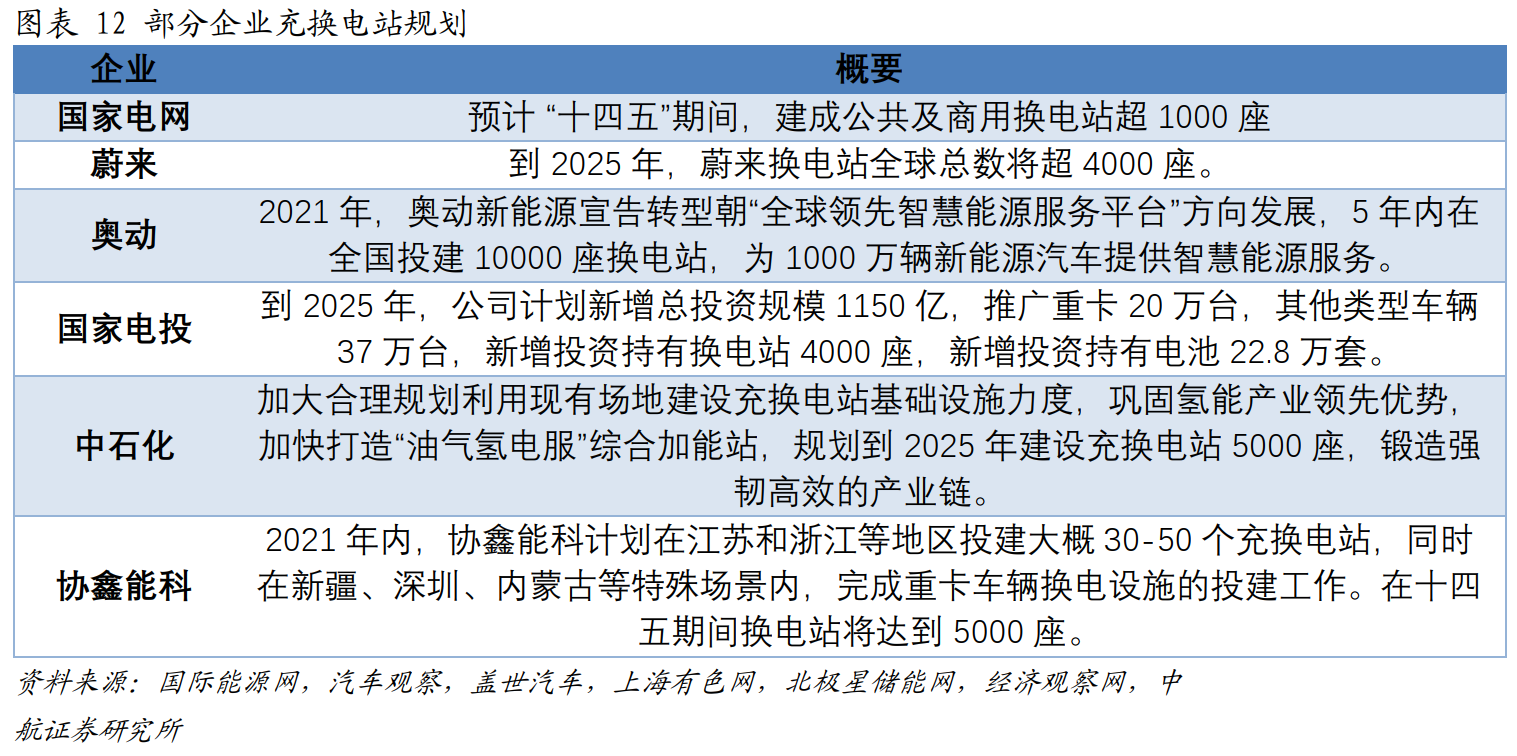 图表 12 部分企业充换电站规划
企业 概要
国家电网 预计 “十四五”期间，建成公共及商用换电站超 1000 座
蔚来 到 2025 年，蔚来换电站全球总数将超 4000 座。
奥动
2021 年，奥动新能源宣告转型朝“全球领先智慧能源服务平台”方向发展，5 年内在
全国投建 10000 座换电站，为 1000 万辆新能源汽车提供智慧能源服务。
国家电投
到 2025 年，公司计划新增总投资规模 1150 亿，推广重卡 20 万台，其他类型车辆
37 万台，新增投资持有换电站 4000 座，新增投资持有电池 22.8 万套。
中石化
加大合理规划利用现有场地建设充换电站基础设施力度，巩固氢能产业领先优势，
加快打造“油气氢电服”综合加能站，规划到 2025 年建设充换电站 5000 座，锻造强
韧高效的产业链。
协鑫能科
2021 年内，协鑫能科计划在江苏和浙江等地区投建大概 30-50 个充换电站，同时
在新疆、深圳、内蒙古等特殊场景内，完成重卡车辆换电设施的投建工作。在十四
五期间换电站将达到 5000 座。
资料来源：国际能源网，汽车观察，盖世汽车，上海有色网，北极星储能网，经济观察网，中
航证券研究所